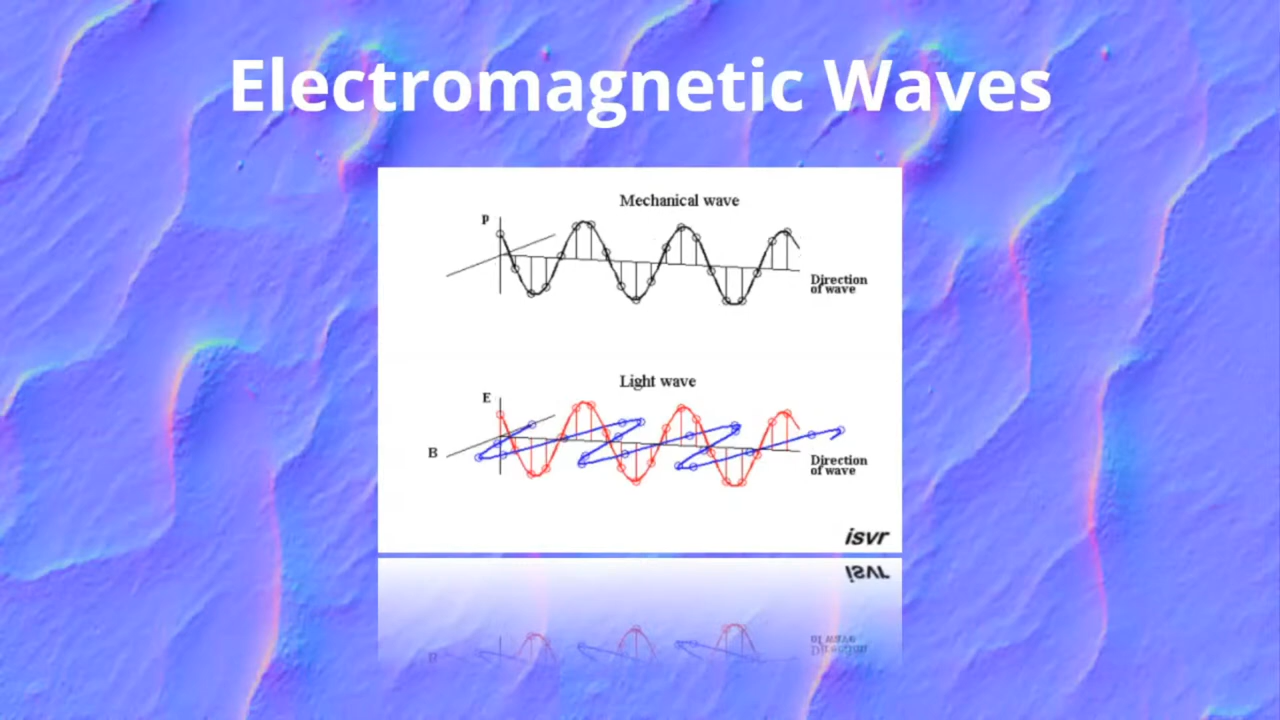 Electromagnetic Waves
Mechanical wave
P
Direction
of wave
Light wave
E
B
Direction
of wave
isvr